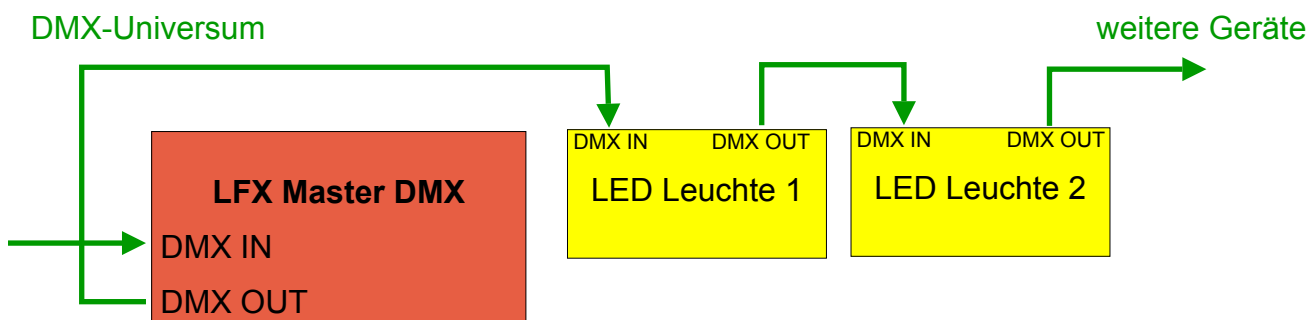 DMX-Universum
weitere Geräte
DMX IN
DMX OUT
LED Leuchte 1
DMX IN
DMX OUT
LED Leuchte 2
LFX Master DMX
DMX IN
DMX OUT